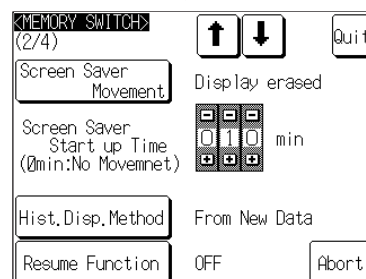 <MEMORY SWITCH>
(2/4)
Quit
Screen Saver
Movement
Display erased
Screen Saver
Start up Time
(0min:No Movemnet)
010 min
Hist.Disp.Method
From New Data
Resume Function
OFF
Abort